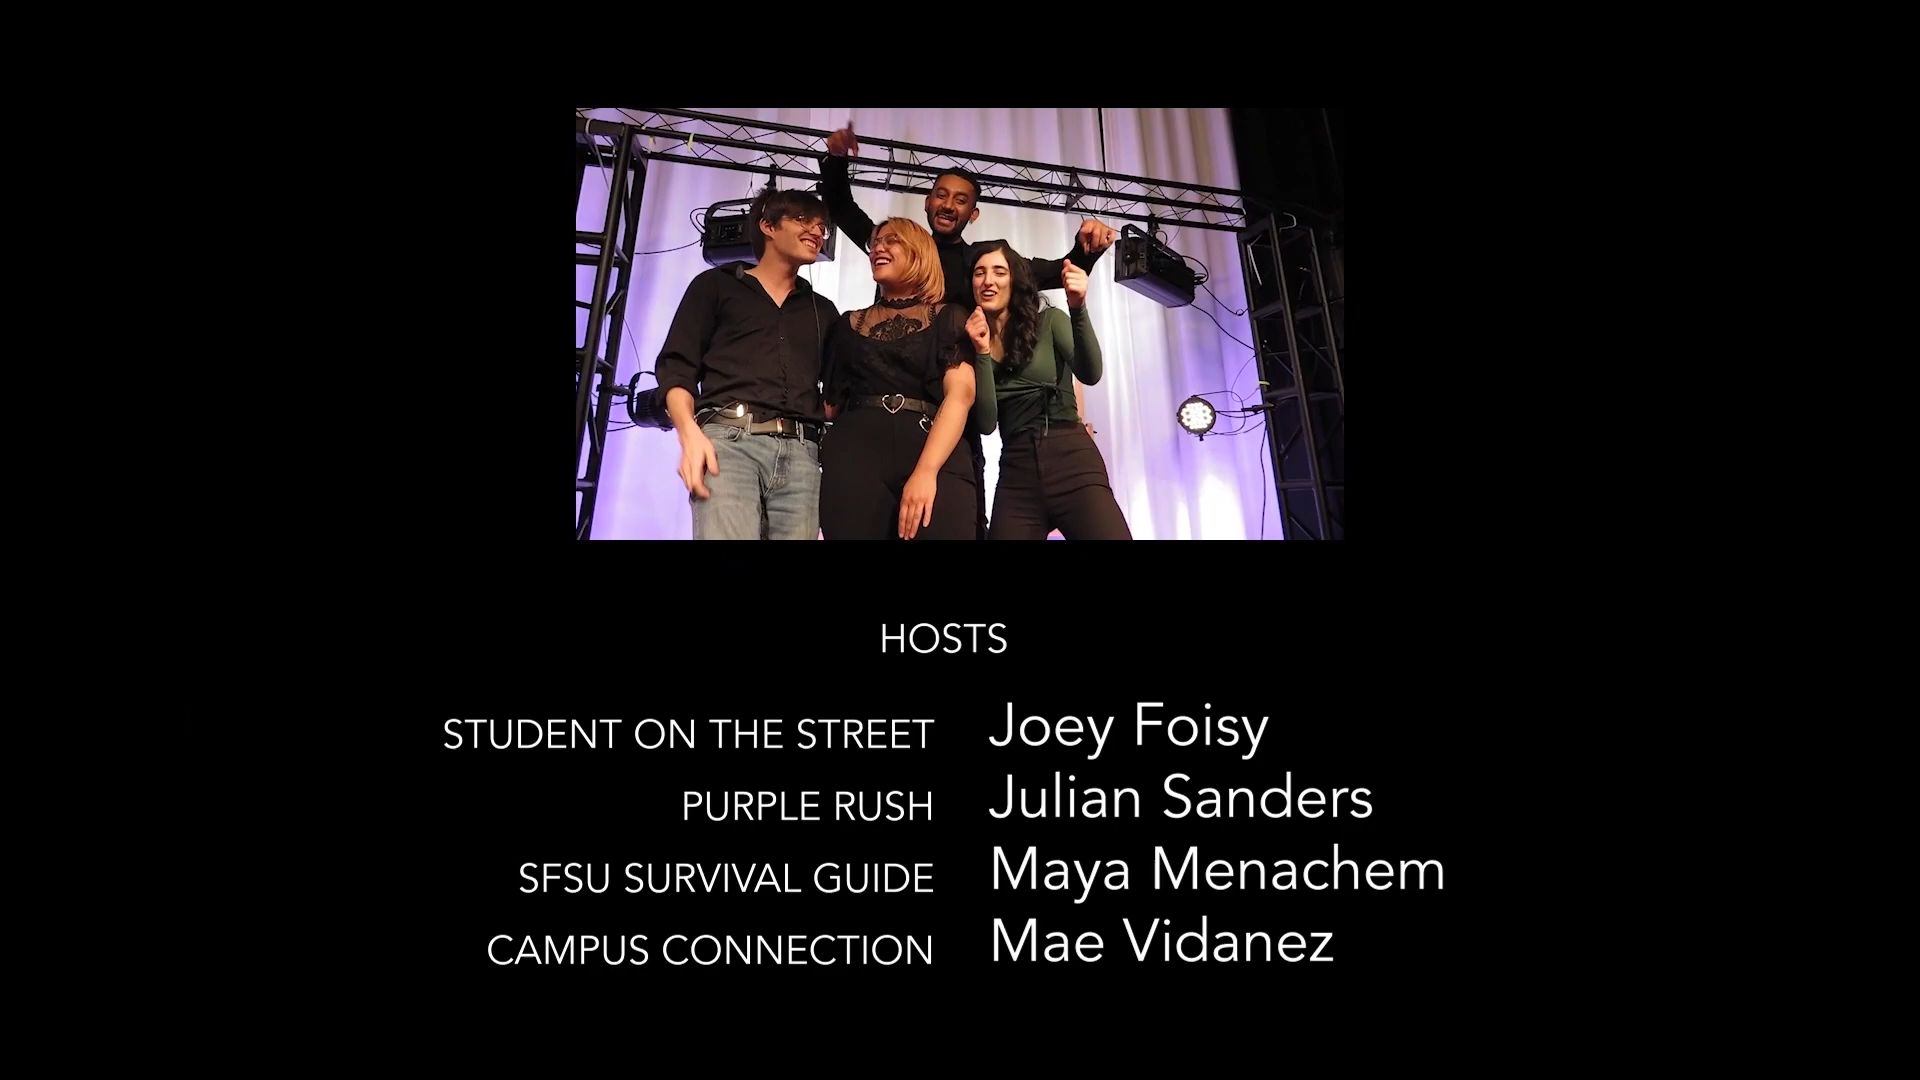 HOSTS
STUDENT ON THE STREET Joey Foisy
PURPLE RUSH Julian Sanders
SFSU SURVIVAL GUIDE Maya Menachem
CAMPUS CONNECTION Mae Vidanez